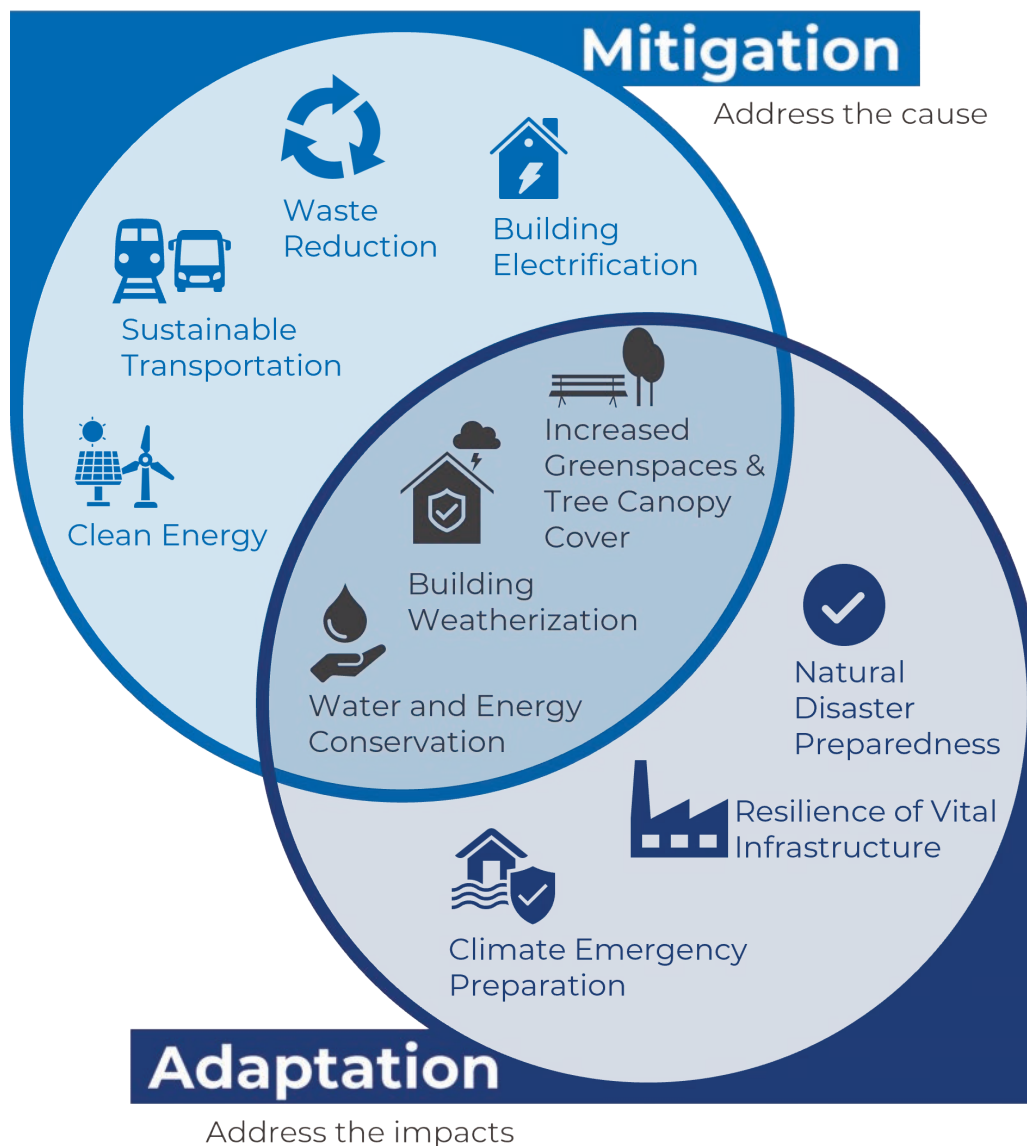 Mitigation
Address the cause
Waste
Reduction
Building
Electrification
Sustainable
Transportation
Clean Energy
Increased
Greenspaces &
Tree Canopy
Cover
Building
Weatherization
Water and Energy
Conservation
Natural
Disaster
Preparedness
Resilience of Vital
Infrastructure
Climate Emergency
Preparation
Adaptation
Address the impacts